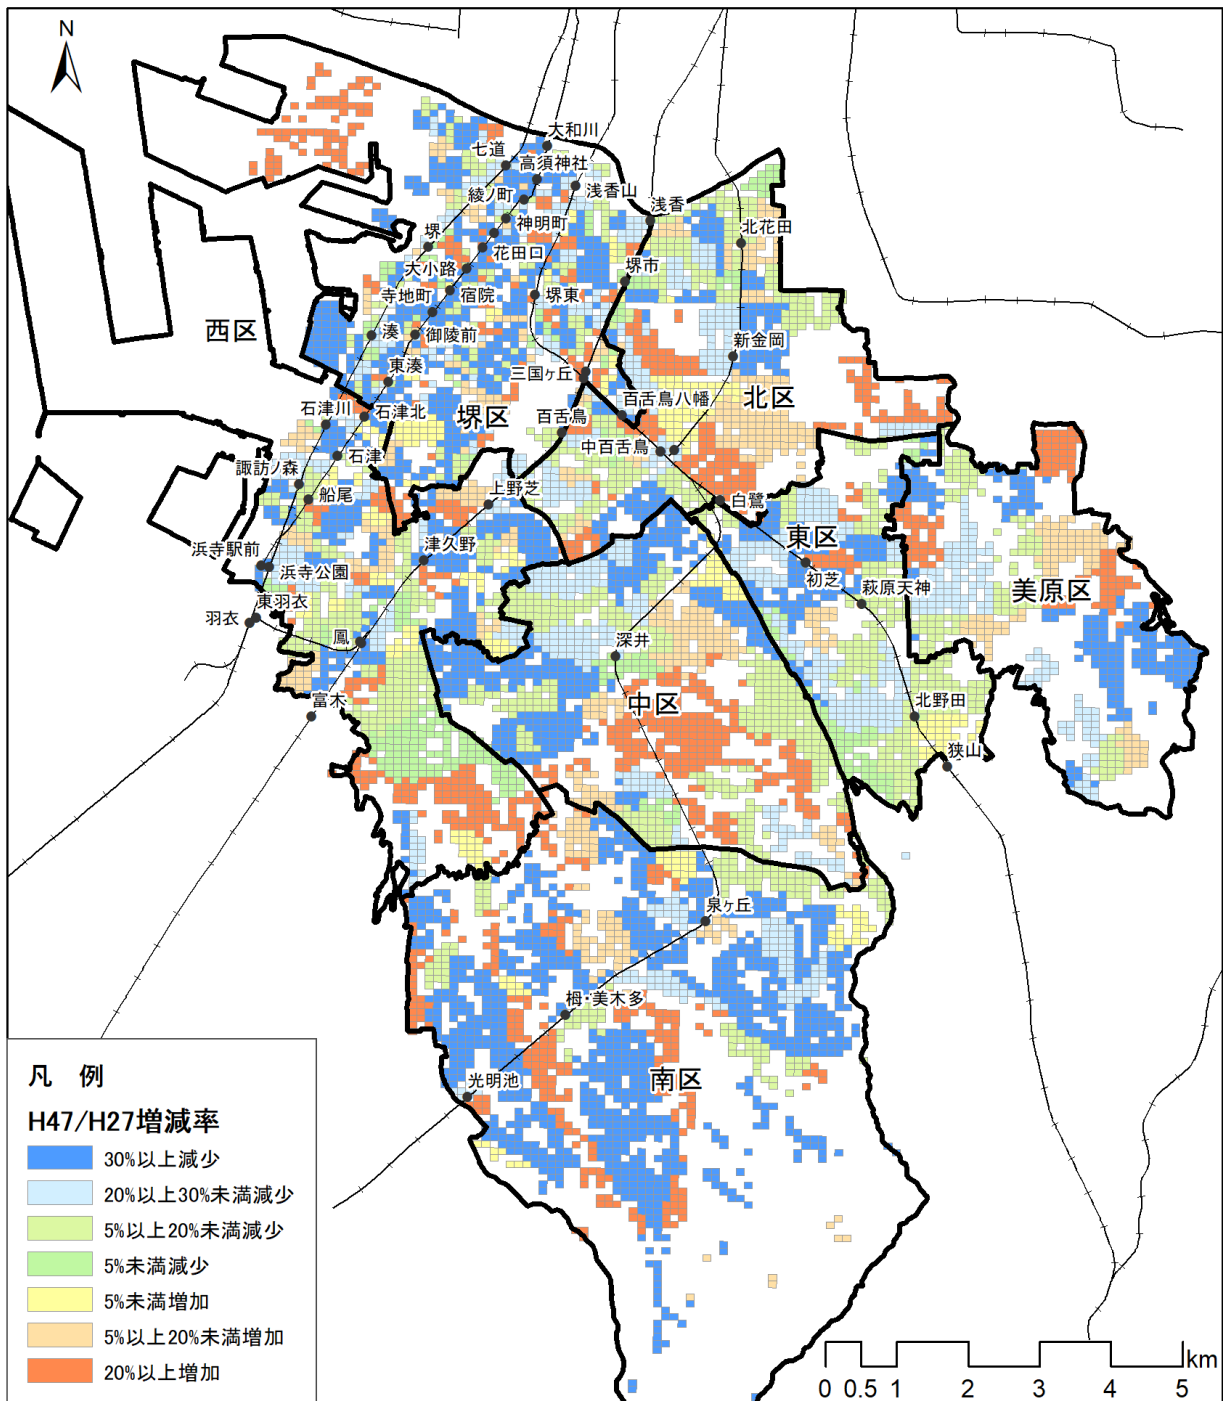 N
大和川
七道
高須神社
綾ノ町
浅香山
浅香
神明町
北花田
堺
花田口
大小路
堺市
寺地町
宿院
堺東
西区
湊
御陵前
新金岡
東湊
三国ヶ丘
北区
石津川
石津北
堺区
百舌鳥
百舌鳥八幡
中百舌鳥
石津
諏訪ノ森
船尾
上野芝
白鷺
東区
浜寺駅前
津久野
浜寺公園
初芝
萩原天神
美原区
東羽衣
羽衣
鳳
深井
富木
中区
北野田
狭山
泉ヶ丘
栂・美木多
南区
光明池
凡 例
H47/H27増減率
30%以上減少
20%以上30%未満減少
5%以上20%未満減少
5%未満減少
5%未満増加
5%以上20%未満増加
20%以上増加
km
0 0.5 1 2 3 4 5